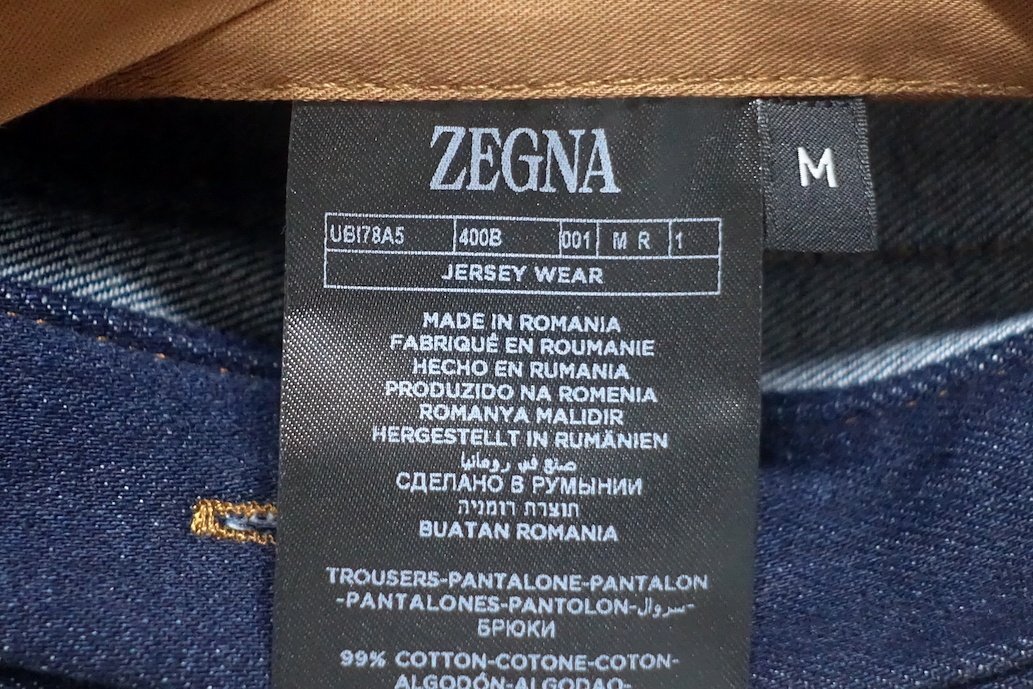 ZEGNA
M
UBI78A5 400B 001 M R 1
JERSEY WEAR
MADE IN ROMANIA
FABRIQUÉ EN ROUMANIE
HECHO EN RUMANIA
PRODUZIDO NA ROMENIA
ROMANYA MALIDIR
HERGESTELLT IN RUMÄNIEN
صنع في رومانيا
СДЕЛАНО В РУМЫНИИ
תוצרת רומניה
BUATAN ROMANIA
TROUSERS-PANTALONE-PANTALON
-PANTALONES-PANTOLON-سروال-
БРЮКИ
99% COTTON-COTONE-COTON-
ALGODÓN-ALGODAO-